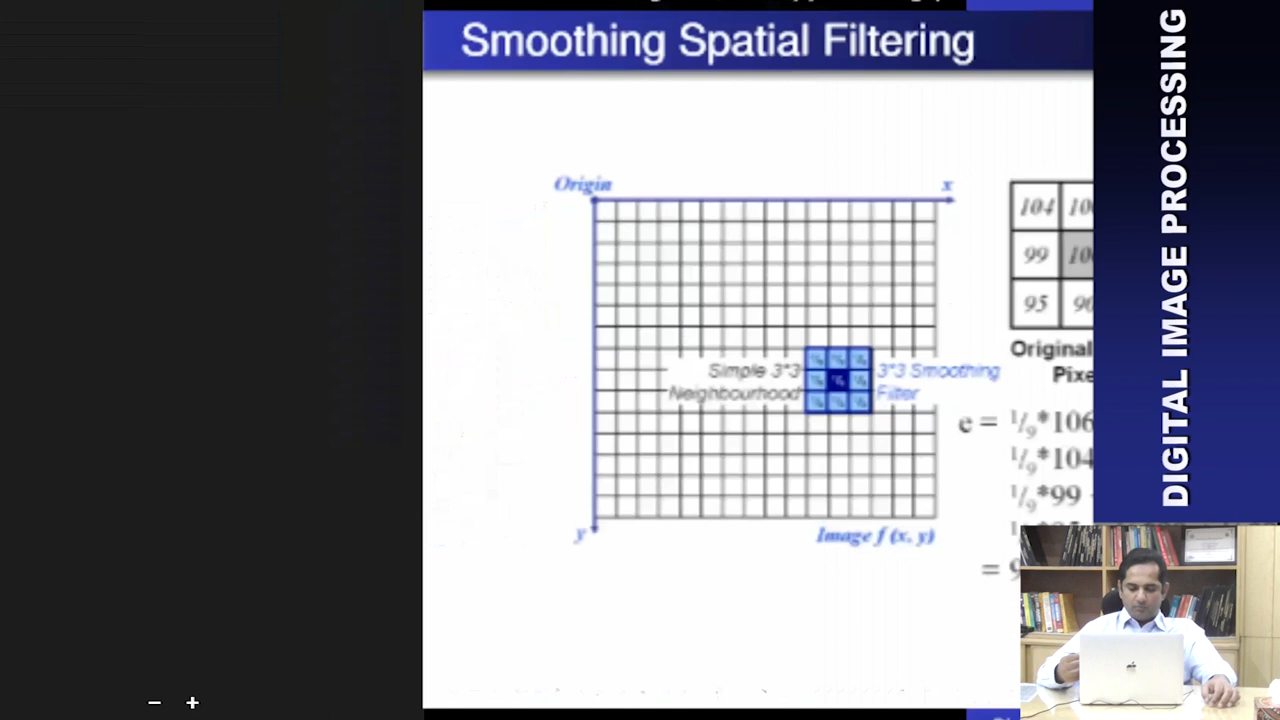 Smoothing Spatial Filtering
DIGITAL IMAGE PROCESSING
Origin
x
104
99
95
Original
Simple 3*3
Neighbourhood
3*3 Smoothing
Filter
e = 1/9*106
1/9*104
1/9*99
y
Image f (x, y)
=
− +